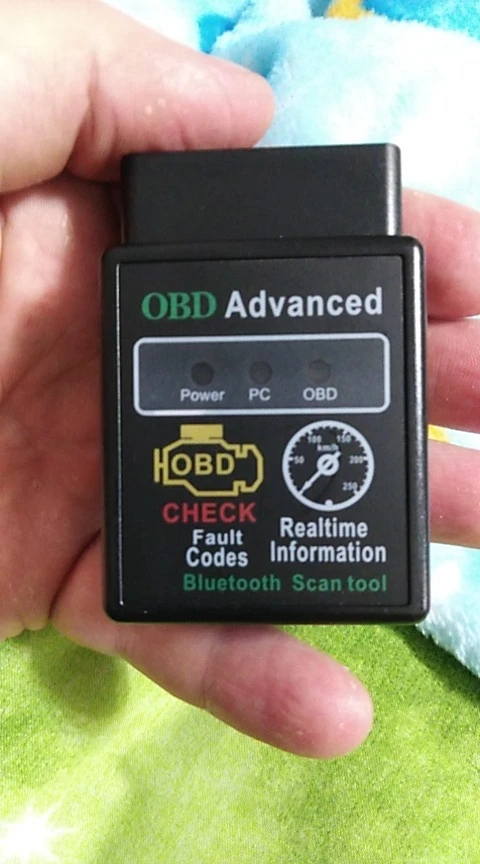 OBD Advanced
Power PC OBD
OBD
50 100 150 200 250
km/h
CHECK
Fault
Codes
Realtime
Information
Bluetooth Scan tool